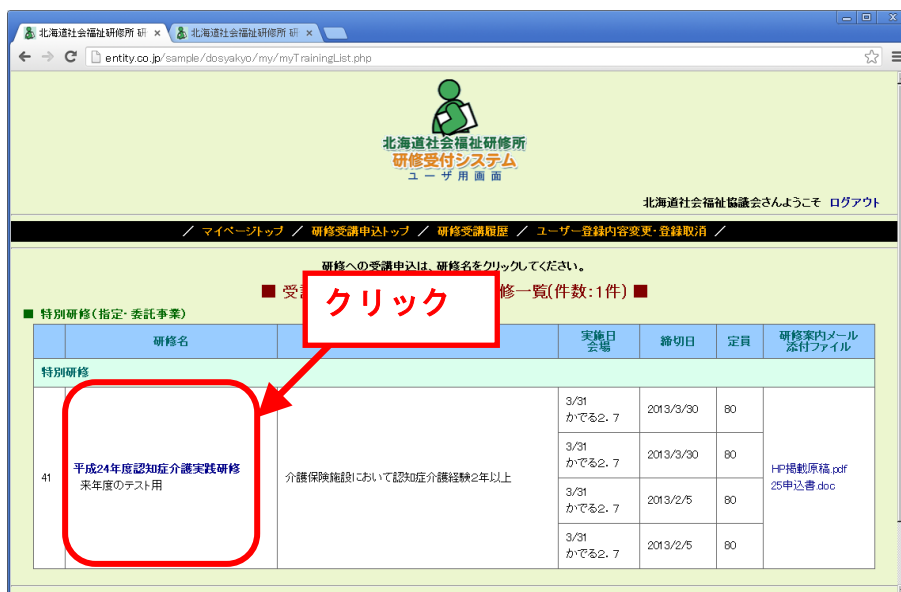 北海道社会福祉研修所 研 × 北海道社会福祉研修所 研 ×
entity.co.jp/sample/dosyakyo/my/myTrainingList.php
北海道社会福祉研修所
研修受付システム
ユーザ用画面
北海道社会福祉協議会さんようこそ ログアウト
／ マイページトップ ／ 研修受講申込トップ ／ 研修受講履歴 ／ ユーザー登録内容変更・登録取消 ／
研修への受講申込は、研修名をクリックしてください。
■ 受 修一覧(件数:1件) ■
クリック
■ 特別研修(指定・委託事業)
研修名 実施日 締切日 定員 研修案内メール
会場 添付ファイル
特別研修
41 平成24年度認知症介護実践研修
来年度のテスト用
介護保険施設において認知症介護経験2年以上
3/31
かでる2.7 2013/3/30 80
3/31
かでる2.7 2013/3/30 80
3/31
かでる2.7 2013/2/5 80
3/31
かでる2.7 2013/2/5 80
HP掲載原稿.pdf
25申込書.doc